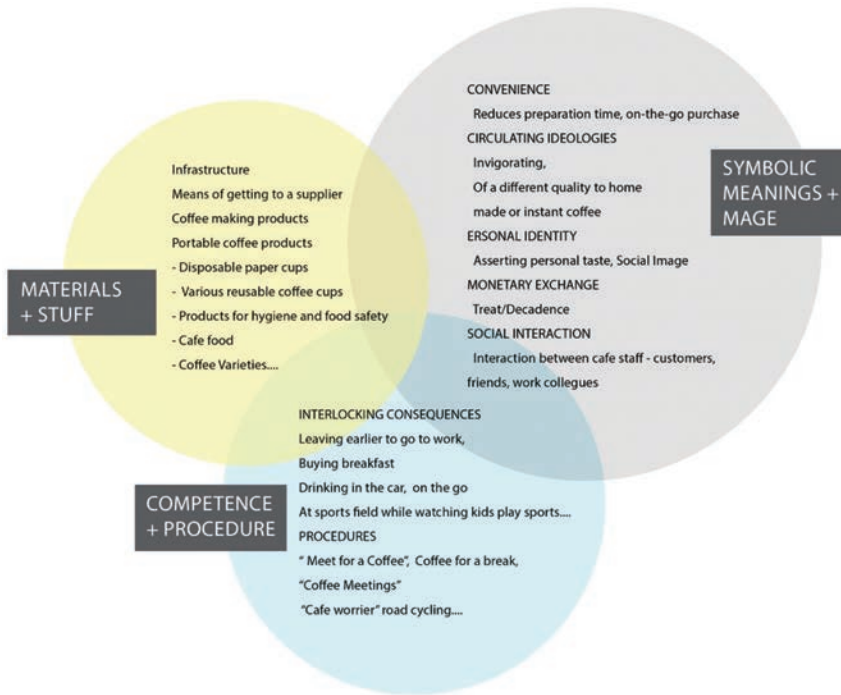 CONVENIENCE
Reduces preparation time, on-the-go purchase
CIRCULATING IDEOLOGIES
Invigorating,
Of a different quality to home
made or instant coffee
ERSONAL IDENTITY
Asserting personal taste, Social Image
MONETARY EXCHANGE
Treat/Decadence
SOCIAL INTERACTION
Interaction between cafe staff - customers,
friends, work collegues
SYMBOLIC
MEANINGS +
MAGE
Infrastructure
Means of getting to a supplier
Coffee making products
Portable coffee products
- Disposable paper cups
- Various reusable coffee cups
- Products for hygiene and food safety
- Cafe food
- Coffee Varieties....
MATERIALS
+ STUFF
INTERLOCKING CONSEQUENCES
Leaving earlier to go to work,
Buying breakfast
Drinking in the car, on the go
At sports field while watching kids play sports....
PROCEDURES
“ Meet for a Coffee”, Coffee for a break,
“Coffee Meetings”
“Cafe worrier” road cycling....
COMPETENCE
+ PROCEDURE